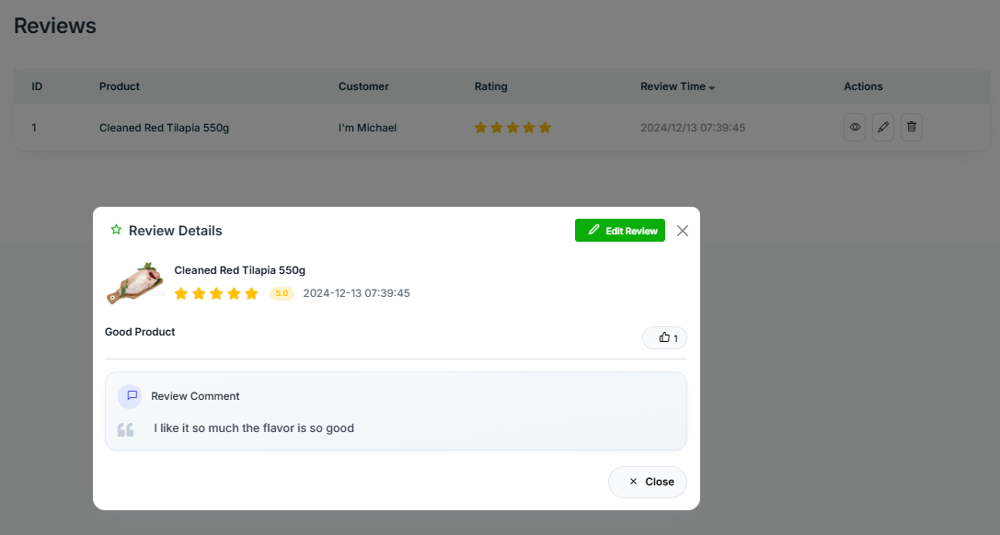 Reviews
ID Product Customer Rating Review Time Actions
1 Cleaned Red Tilapia 550g I'm Michael 2024/12/13 07:39:45
Review Details Edit Review
Cleaned Red Tilapia 550g
5.0 2024-12-13 07:39:45
Good Product
1
Review Comment
I like it so much the flavor is so good
Close